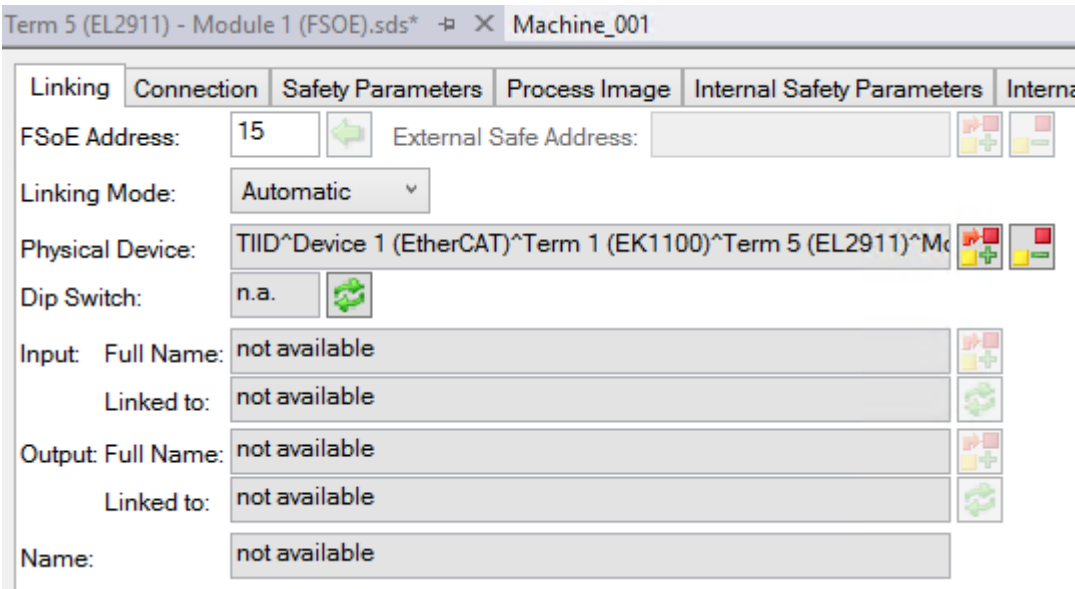 Term 5 (EL2911) - Module 1 (FSOE).sds* Machine_001
Linking Connection Safety Parameters Process Image Internal Safety Parameters
FSoE Address: 15 External Safe Address:
Linking Mode: Automatic
Physical Device: TIID^Device 1 (EtherCAT)^Term 1 (EK1100)^Term 5 (EL2911)^Mo
Dip Switch: n.a.
Input: Full Name: not available
Linked to: not available
Output: Full Name: not available
Linked to: not available
Name: not available